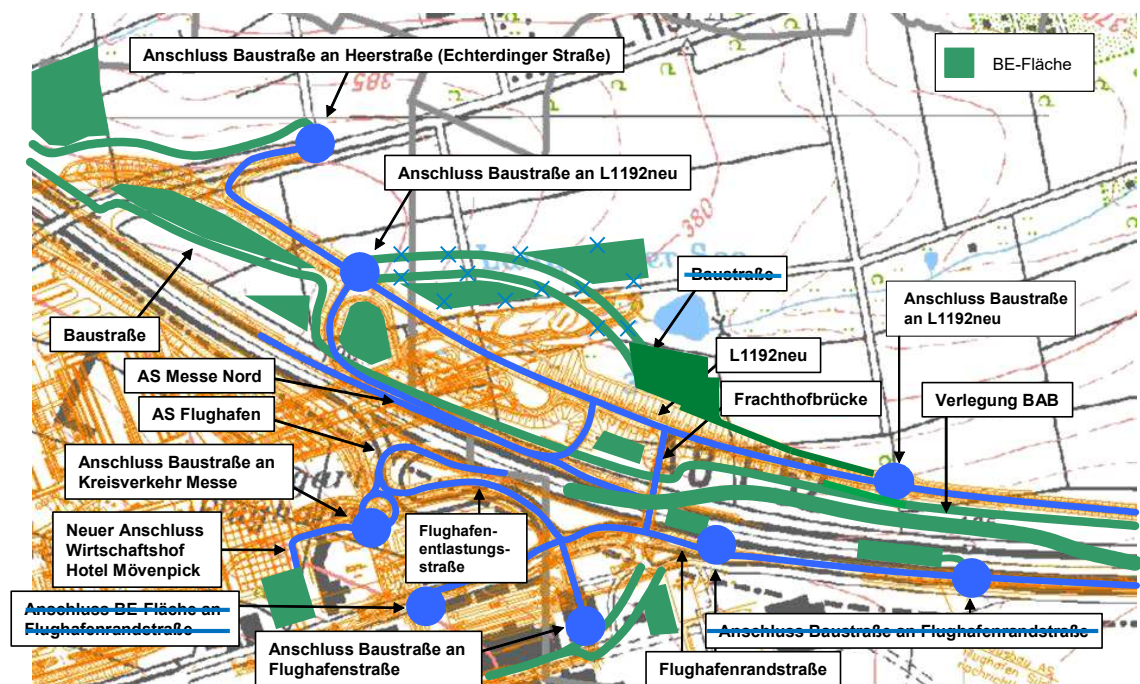 Anschluss Baustraße an Heerstraße (Echterdinger Straße)
BE-Fläche
385
380
370
Anschluss Baustraße an L1192neu
Baustraße
Anschluss Baustraße
an L1192neu
Baustraße
L1192neu
AS Messe Nord
Frachthofbrücke
Verlegung BAB
AS Flughafen
Anschluss Baustraße an
Kreisverkehr Messe
Neuer Anschluss
Wirtschaftshof
Hotel Mövenpick
Flughafen-
entlastungs-
straße
Anschluss BE-Fläche an
Flughafenrandstraße
Anschluss Baustraße an
Flughafenstraße
Flughafenrandstraße
Anschluss Baustraße an Flughafenrandstraße